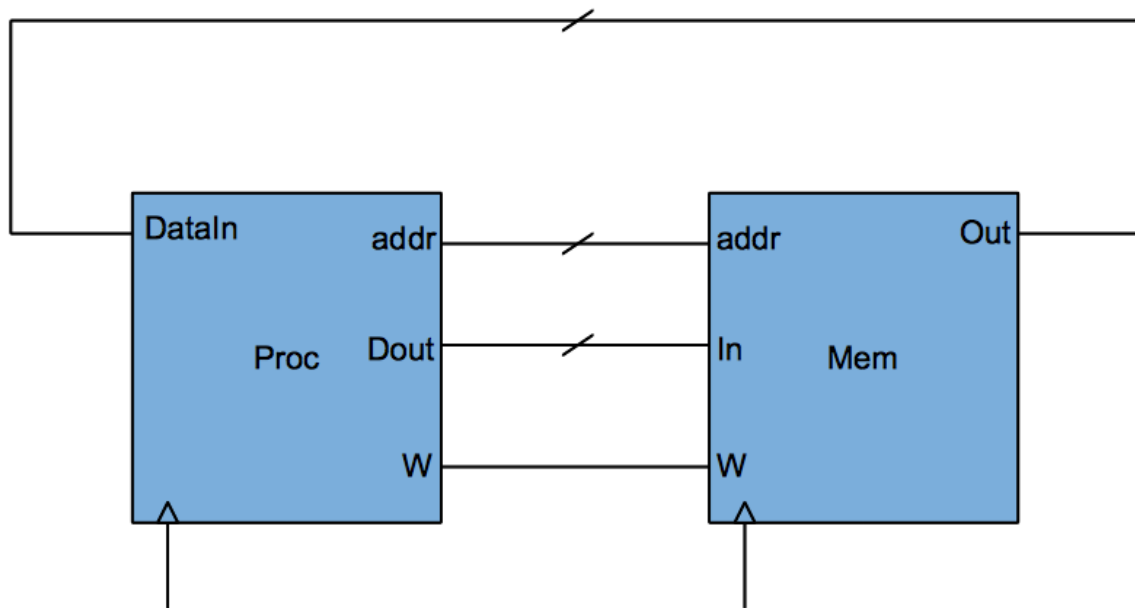 DataIn
addr
Dout
W
Proc
addr
In
W
Mem
Out